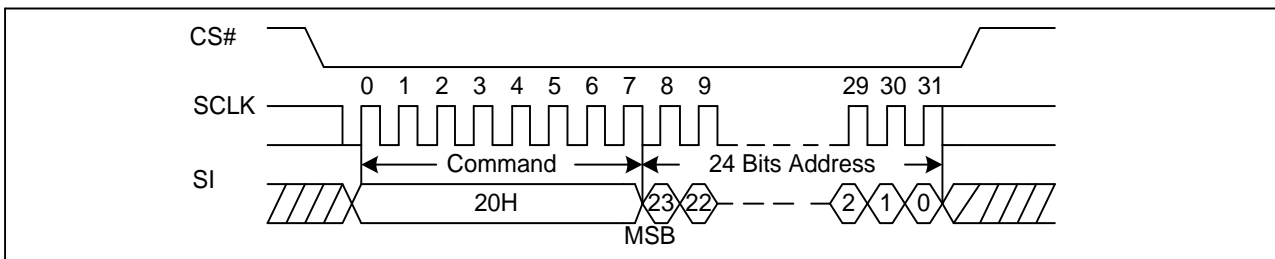 CS#
0 1 2 3 4 5 6 7 8 9 29 30 31
SCLK
Command 24 Bits Address
SI
20H 23 22 2 1 0
MSB